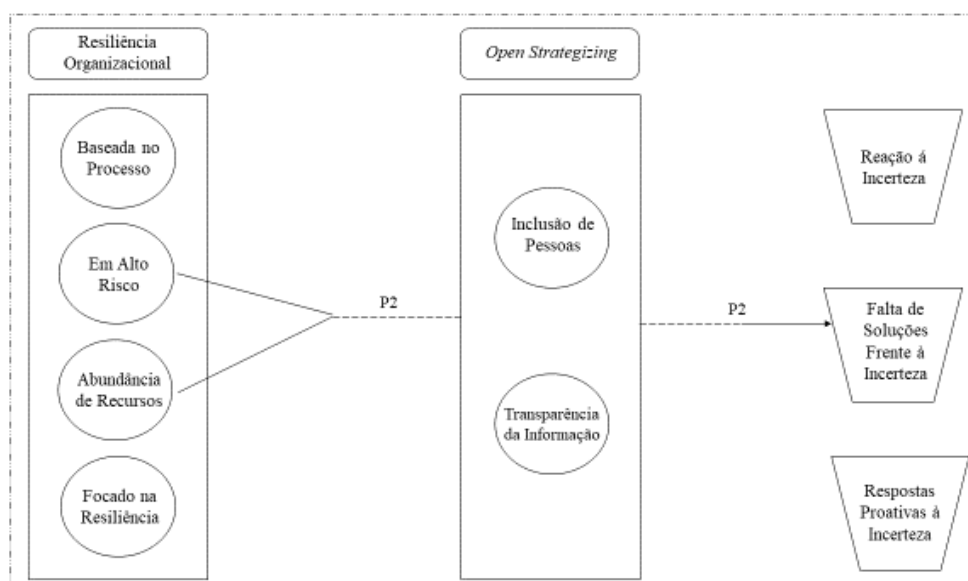 Resiliência
Organizacional
Open Strategizing
Baseada no
Processo
Em Alto
Risco
Abundância
de Recursos
Focado na
Resiliência
P2
Inclusão de
Pessoas
Transparência
da Informação
P2
Reação á
Incerteza
Falta de
Soluções
Frente à
Incerteza
Respostas
Proativas à
Incerteza